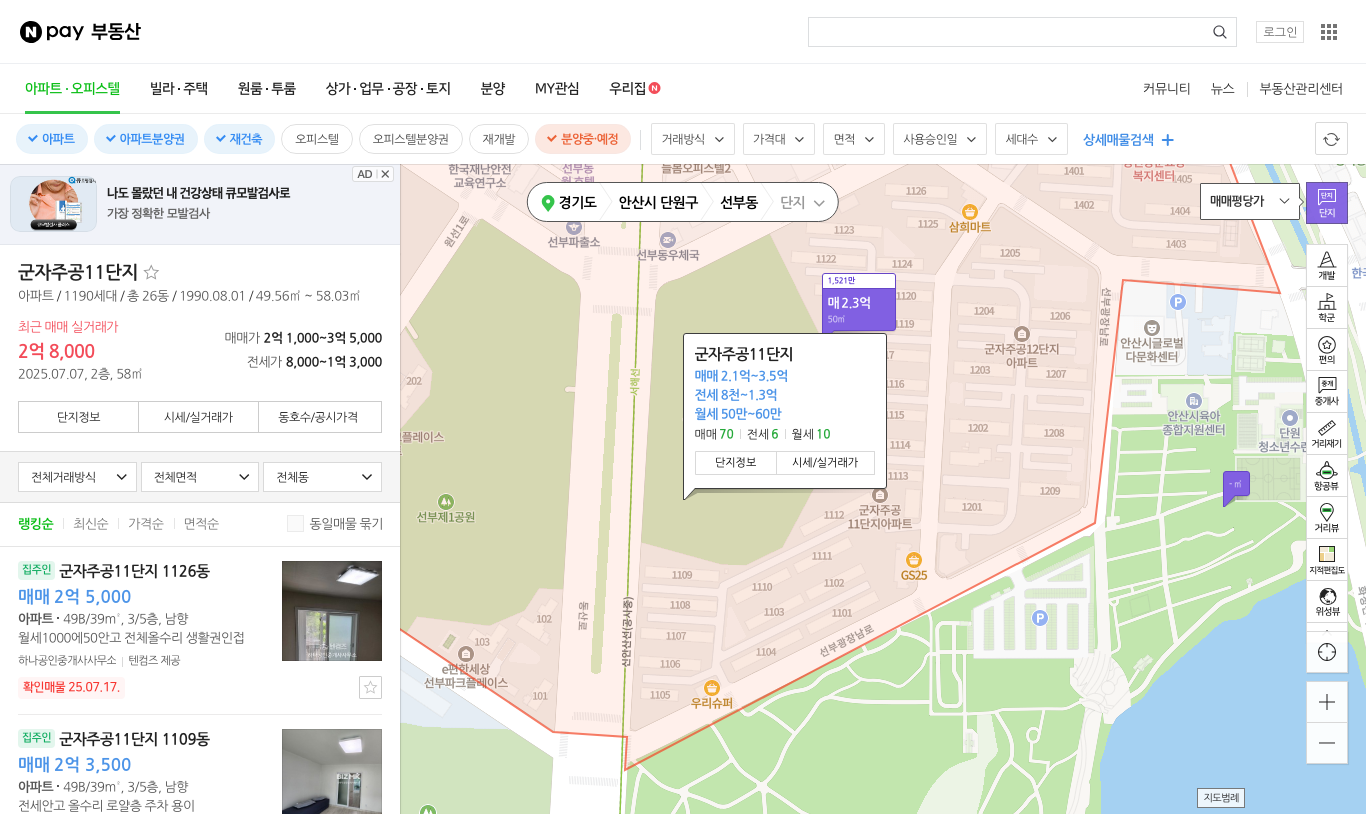 N pay 부동산
로그인
아파트·오피스텔 빌라·주택 원룸·투룸 상가·업무·공장·토지 분양 MY관심 우리집 N
커뮤니티 뉴스 부동산관리센터
아파트 아파트분양권 재건축 오피스텔 오피스텔분양권 재개발 분양중·예정 거래방식 가격대 면적 사용승인일 세대수 상세매물검색
AD
나도 몰랐던 내 건강상태 큐모발검사로
가장 정확한 모발검사
군자주공11단지
아파트 / 1190세대 / 총 26동 / 1990.08.01 / 49.56㎡ ~ 58.03㎡
최근 매매 실거래가
2억 8,000
2025.07.07, 2층, 58㎡
매매가 2억 1,000~3억 5,000
전세가 8,000~1억 3,000
단지정보 시세/실거래가 동호수/공시가격
전체거래방식 전체면적 전체동
랭킹순 최신순 가격순 면적순 동일매물 묶기
집주인 군자주공11단지 1126동
매매 2억 5,000
아파트 · 49B/39m², 3/5층, 남향
월세1000에50안고 전체올수리 생활권인접
하나공인중개사사무소 텐컴즈 제공
확인매물 25.07.17.
집주인 군자주공11단지 1109동
매매 2억 3,500
아파트 · 49B/39m², 3/5층, 남향
전세안고 올수리 로얄층 주차 용이
경기도 안산시 단원구 선부동 단지
매매평당가
단지
단지
개발
학군
편의
중개
중개사
거리재기
항공뷰
거리뷰
지적편집도
위성뷰
지도범례
한국재난안전
교육연구소
원선1로
선부파출소
선부동우체국
들봄오피스텔2
복지센터
삼희마트
1401
1405
1402
1403
1126
1125
1122
1123
1124
1205
1,521만
매 2.3억
50㎡
1120
1119
1204
1206
군자주공12단지
아파트
1203
1207
선부광장남로
안산시글로벌
다문화센터
안산시육아
종합지원센터
단원
청소년수련
한국
군자주공11단지
매매 2.1억~3.5억
전세 8천~1.3억
월세 50만~60만
매매 70 전세 6 월세 10
단지정보 시세/실거래가
1116
1115
1114
1113
1202
1208
1209
1201
서해선
202
선부제1공원
1112
군자주공
11단지아파트
GS25
1111
1109
1110
1102
1108
1103
1101
1107
1104
1106
1105
선부광장남로
동산로
신안산선(공사중)
102
103
101
e편한세상
선부파크플레이스
우리슈퍼
- ㎡
P
P